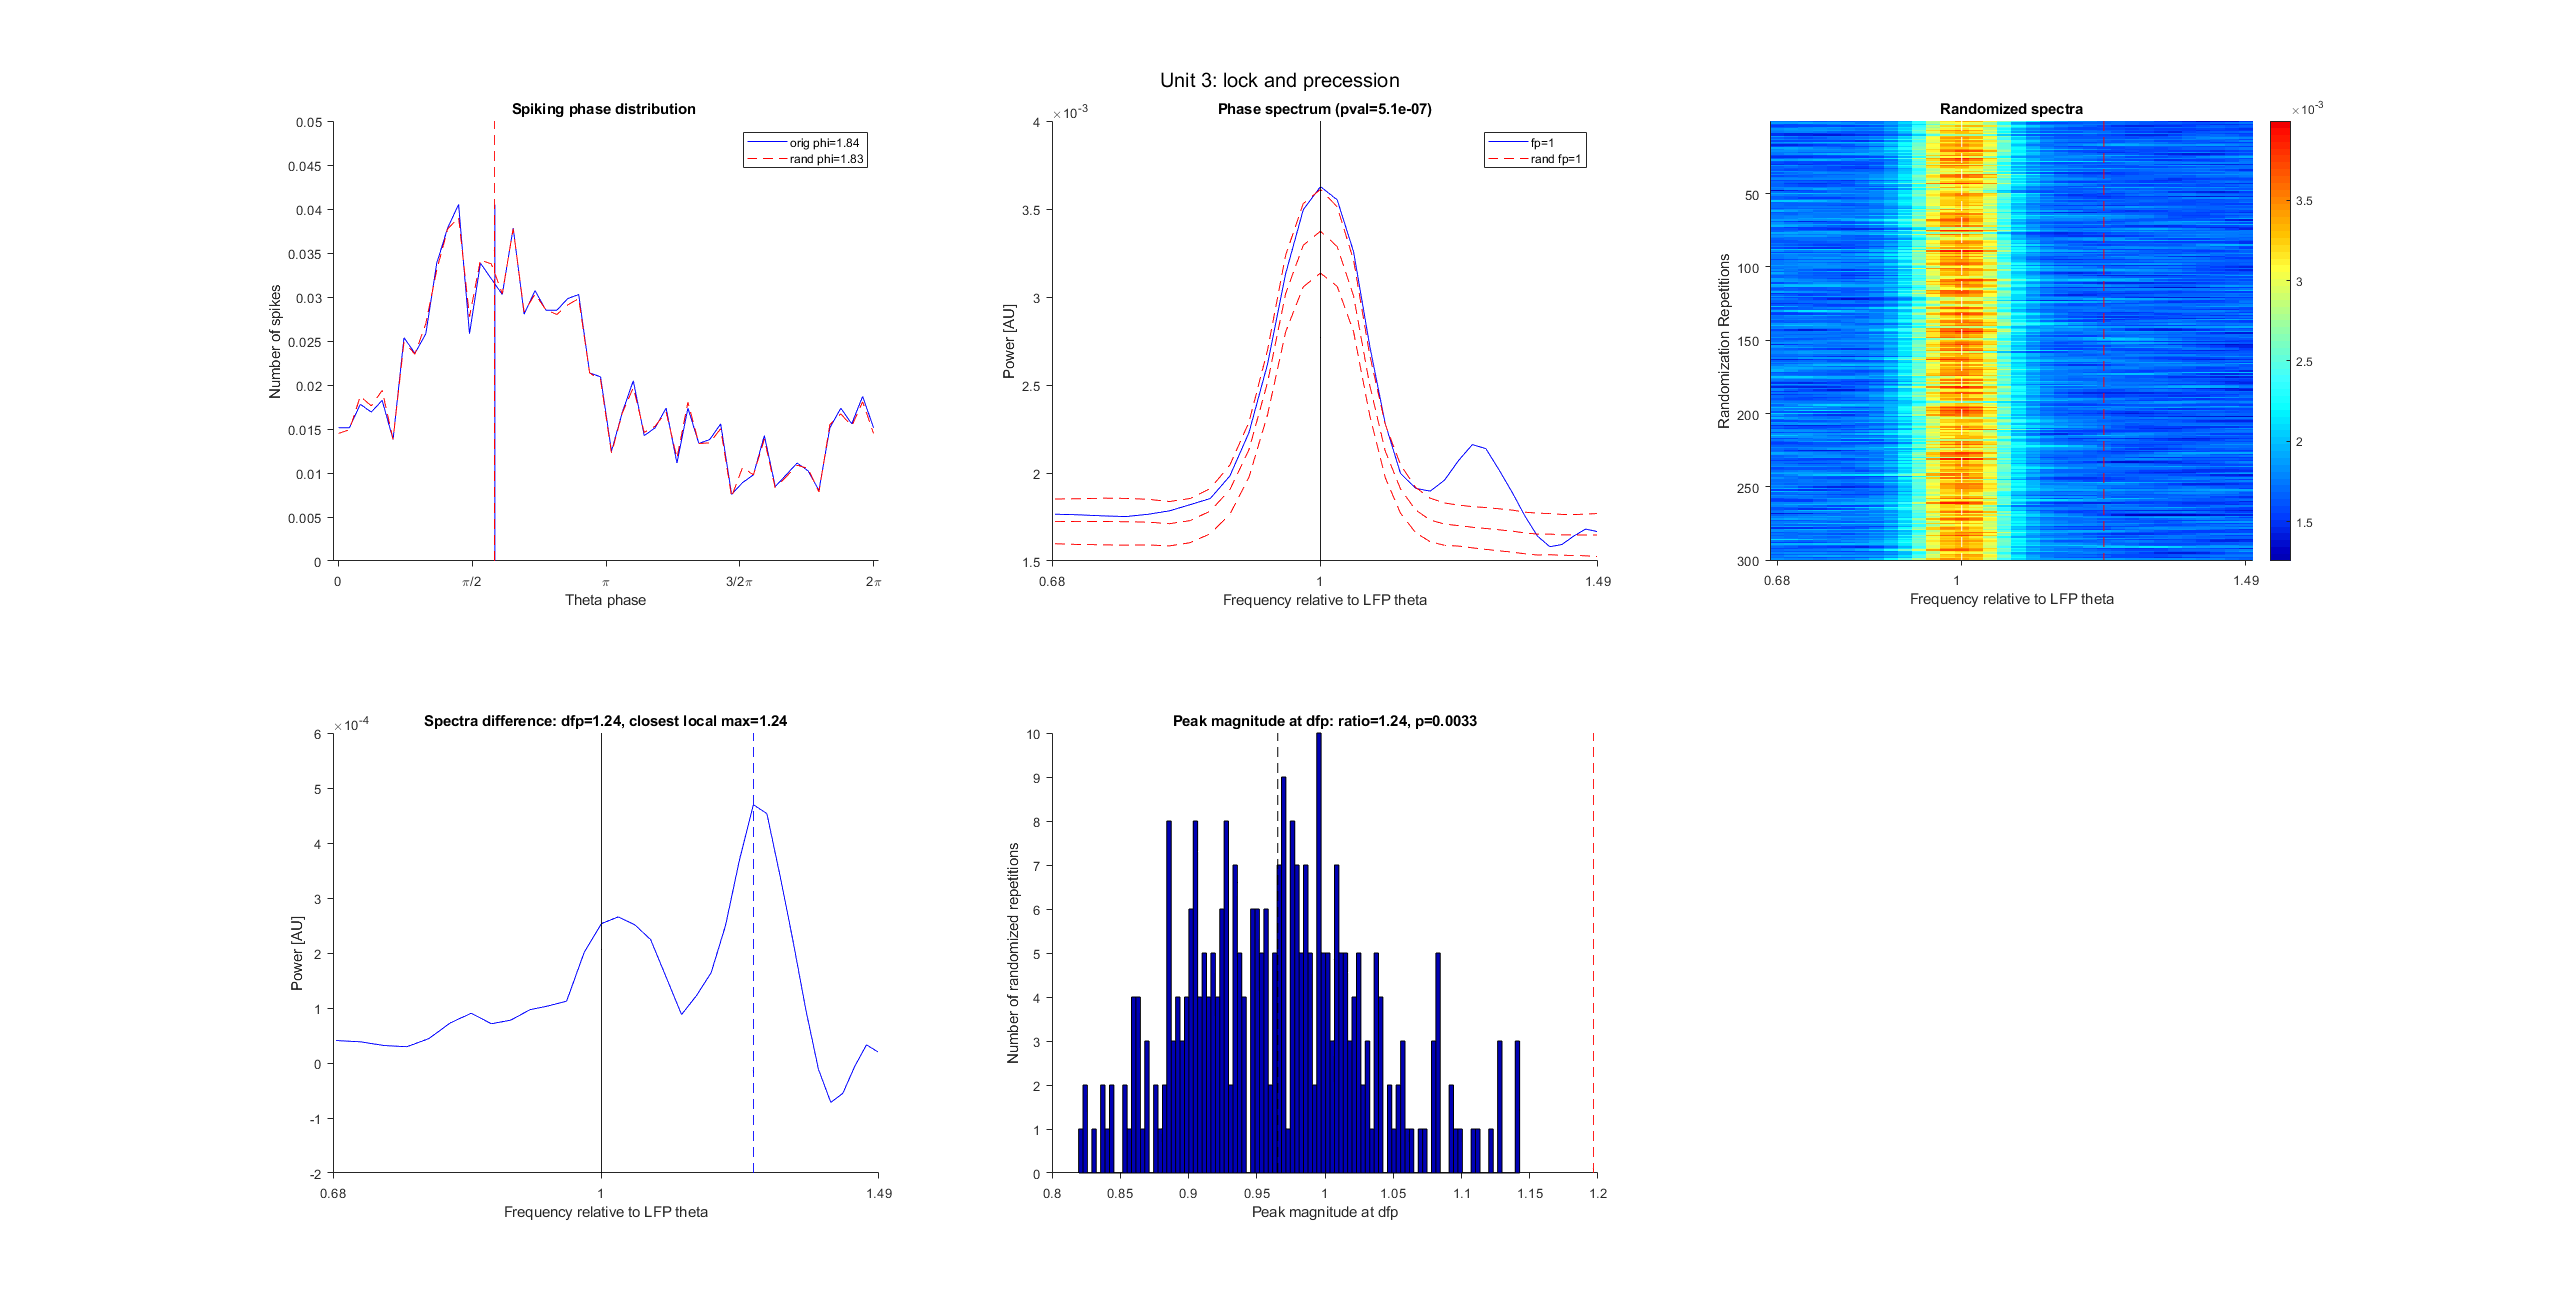 Unit 3: lock and precession
Spiking phase distribution
0.05
0.045
0.04
0.035
0.03
0.025
0.02
0.015
0.01
0.005
0
Number of spikes
orig phi=1.84
rand phi=1.83
0 π/2 π 3/2π 2π
Theta phase
Phase spectrum (pval=5.1e-07)
×10-3
4
3.5
3
2.5
2
1.5
Power [AU]
fp=1
rand fp=1
0.68 1 1.49
Frequency relative to LFP theta
Randomized spectra
50
100
150
200
250
300
Randomization Repetitions
0.68 1 1.49
Frequency relative to LFP theta
×10-3
3.5
3
2.5
2
1.5
Spectra difference: dfp=1.24, closest local max=1.24
×10-4
6
5
4
3
2
1
0
-1
-2
Power [AU]
0.68 1 1.49
Frequency relative to LFP theta
Peak magnitude at dfp: ratio=1.24, p=0.0033
10
9
8
7
6
5
4
3
2
1
0
Number of randomized repetitions
0.8 0.85 0.9 0.95 1 1.05 1.1 1.15 1.2
Peak magnitude at dfp